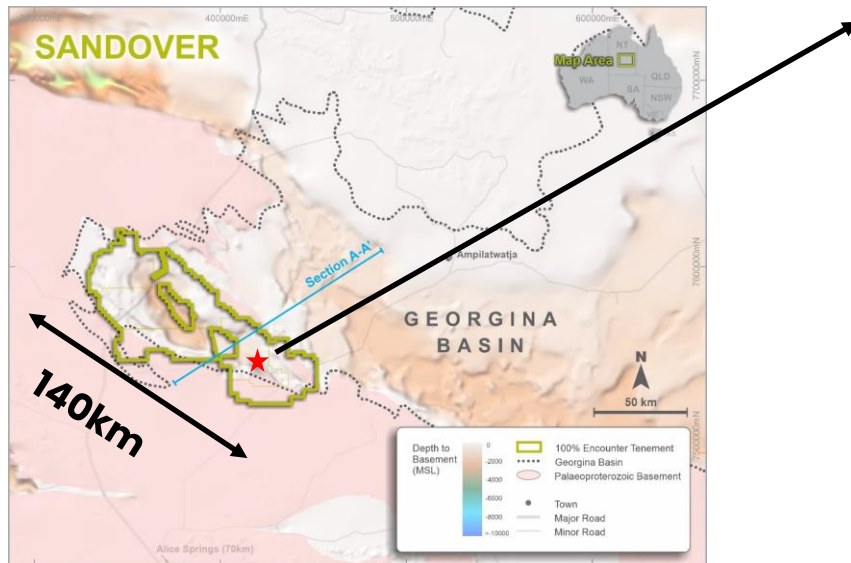 400000mE
500000mE
600000mE
SANDOVER
Map Area
NT
WA
QLD
SA
NSW
7700000mN
Section A-A'
Ampilatwatja
GEORGINA
BASIN
N
50 km
140km
Depth to
Basement
(MSL)
0
-2000
-4000
-6000
-8000
>-10000
100% Encounter Tenement
Georgina Basin
Palaeoproterozoic Basement
Town
Major Road
Minor Road
Alice Springs (70km)